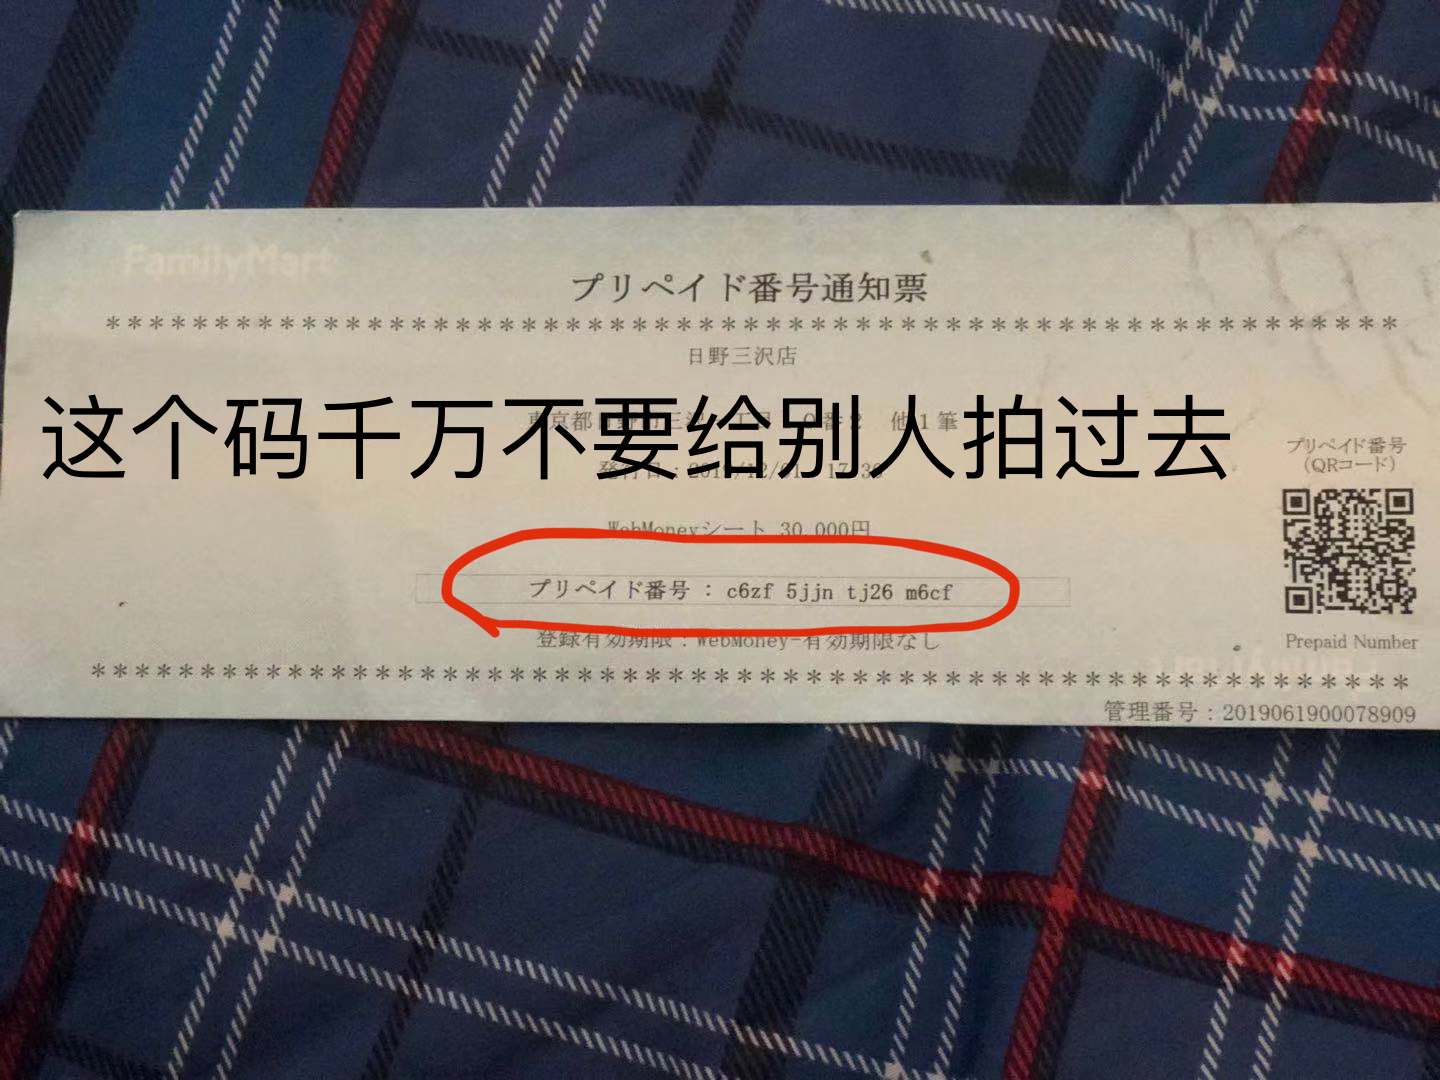 FamilyMart
プリペイド番号通知票
************************************************************
日野三沢店
这个码千万不要给别人拍过去
他1筆
WebMoneyシート 30,000円
プリペイド番号 : c6zf 5jjn tj26 m6cf
登録有効期限:WebMoney-有効期限なし
プリペイド番号
(QRコード)
Prepaid Number
************************************************************
管理番号:2019061900078909